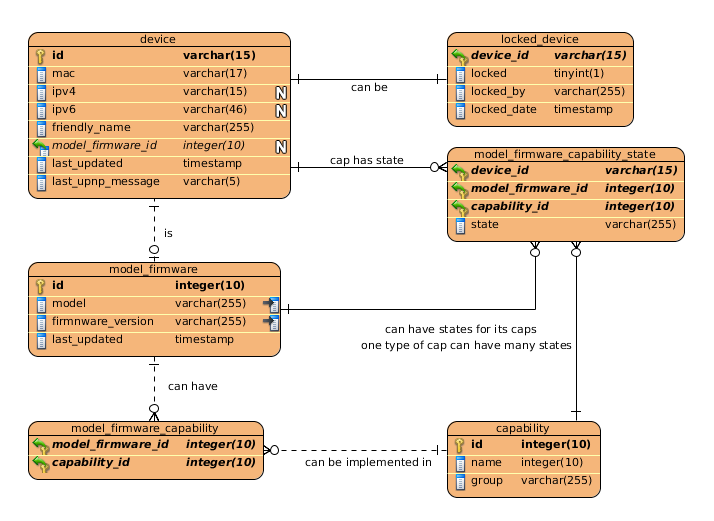 device
id varchar(15)
mac varchar(17)
ipv4 varchar(15) N
ipv6 varchar(46) N
friendly_name varchar(255)
model_firmware_id integer(10) N
last_updated timestamp
last_upnp_message varchar(5)
locked_device
device_id varchar(15)
locked tinyint(1)
locked_by varchar(255)
locked_date timestamp
can be
cap has state
model_firmware_capability_state
device_id varchar(15)
model_firmware_id integer(10)
capability_id integer(10)
state varchar(255)
is
model_firmware
id integer(10)
model varchar(255)
firmnware_version varchar(255)
last_updated timestamp
can have states for its caps
one type of cap can have many states
can have
model_firmware_capability
model_firmware_id integer(10)
capability_id integer(10)
can be implemented in
capability
id integer(10)
name integer(10)
group varchar(255)